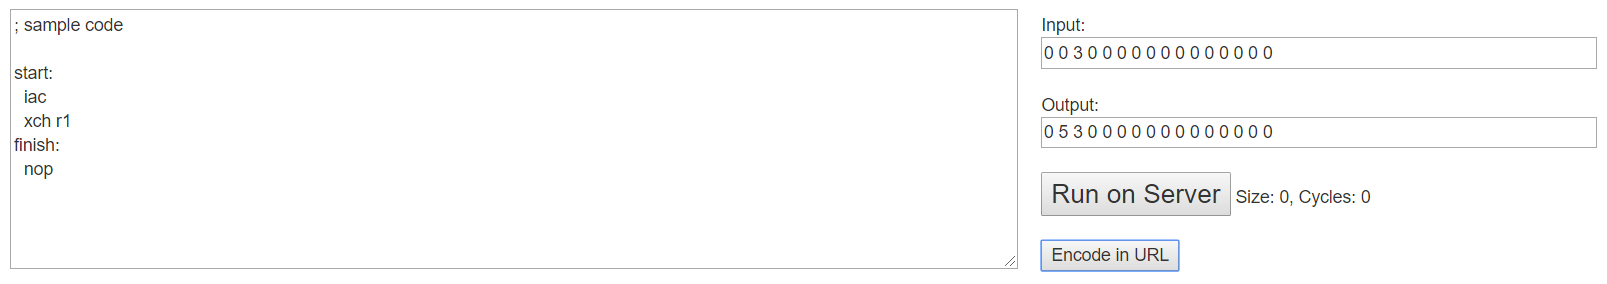 ; sample code
start:
iac
xch r1
finish:
nop
Input:
0 0 3 0 0 0 0 0 0 0 0 0 0 0 0 0
Output:
0 5 3 0 0 0 0 0 0 0 0 0 0 0 0 0
Run on Server Size: 0, Cycles: 0
Encode in URL